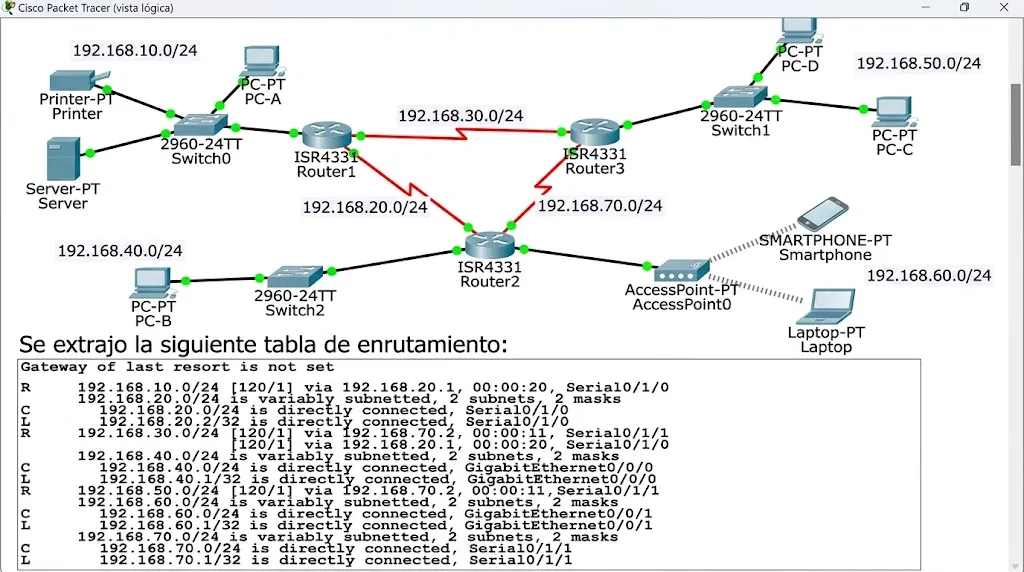 Cisco Packet Tracer (vista lógica)
192.168.10.0/24
Printer-PT
Printer
PC-PT
PC-A
2960-24TT
Switch0
Server-PT
Server
192.168.30.0/24
ISR4331
Router1
ISR4331
Router3
PC-PT
PC-D
192.168.50.0/24
2960-24TT
Switch1
PC-PT
PC-C
192.168.20.0/24
192.168.70.0/24
192.168.40.0/24
PC-PT
PC-B
2960-24TT
Switch2
ISR4331
Router2
AccessPoint-PT
AccessPoint0
SMARTPHONE-PT
Smartphone
192.168.60.0/24
Laptop-PT
Laptop
Se extrajo la siguiente tabla de enrutamiento:
Gateway of last resort is not set
R 192.168.10.0/24 [120/1] via 192.168.20.1, 00:00:20, Serial0/1/0
192.168.20.0/24 is variably subnetted, 2 subnets, 2 masks
C 192.168.20.0/24 is directly connected, Serial0/1/0
L 192.168.20.2/32 is directly connected, Serial0/1/0
R 192.168.30.0/24 [120/1] via 192.168.70.2, 00:00:11, Serial0/1/1
[120/1] via 192.168.20.1, 00:00:20, Serial0/1/0
192.168.40.0/24 is variably subnetted, 2 subnets, 2 masks
C 192.168.40.0/24 is directly connected, GigabitEthernet0/0/0
L 192.168.40.1/32 is directly connected, GigabitEthernet0/0/0
R 192.168.50.0/24 [120/1] via 192.168.70.2, 00:00:11,Serial0/1/1
192.168.60.0/24 is variably subnetted, 2 subnets, 2 masks
C 192.168.60.0/24 is directly connected, GigabitEthernet0/0/1
L 192.168.60.1/32 is directly connected, GigabitEthernet0/0/1
192.168.70.0/24 is variably subnetted, 2 subnets, 2 masks
C 192.168.70.0/24 is directly connected, Serial0/1/1
L 192.168.70.1/32 is directly connected, Serial0/1/1